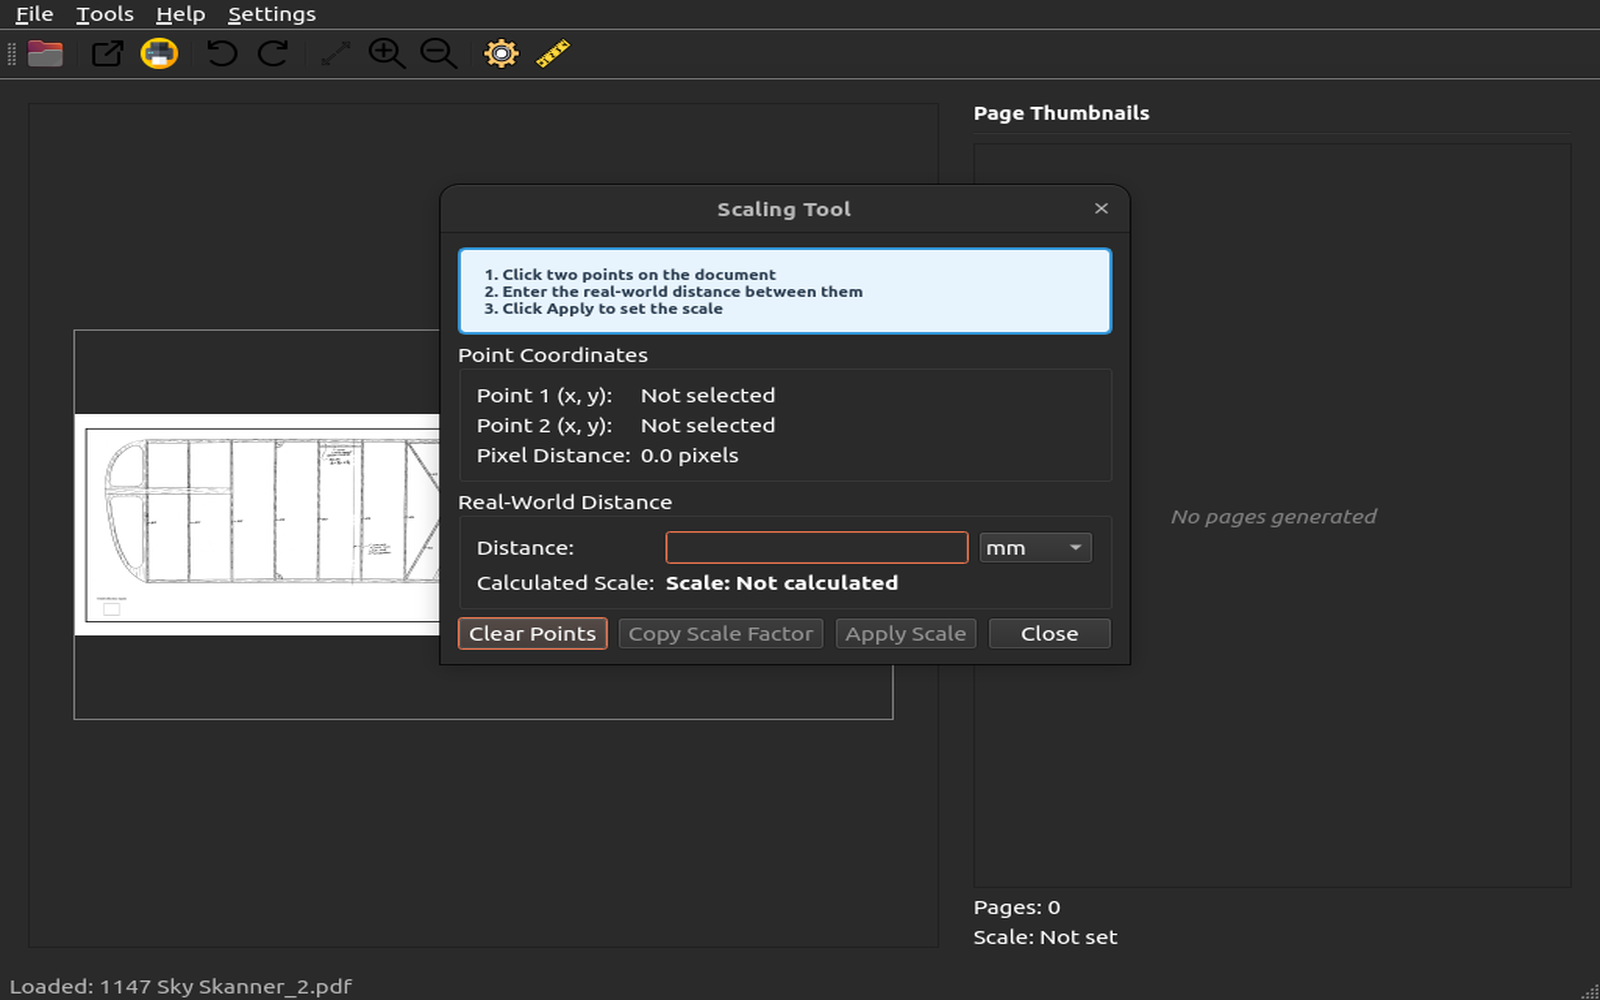 File Tools Help Settings
Page Thumbnails
Scaling Tool
1. Click two points on the document
2. Enter the real-world distance between them
3. Click Apply to set the scale
Point Coordinates
Point 1 (x, y): Not selected
Point 2 (x, y): Not selected
Pixel Distance: 0.0 pixels
Real-World Distance
Distance: mm
Calculated Scale: Scale: Not calculated
Clear Points Copy Scale Factor Apply Scale Close
No pages generated
Pages: 0
Scale: Not set
Loaded: 1147 Sky Skanner_2.pdf